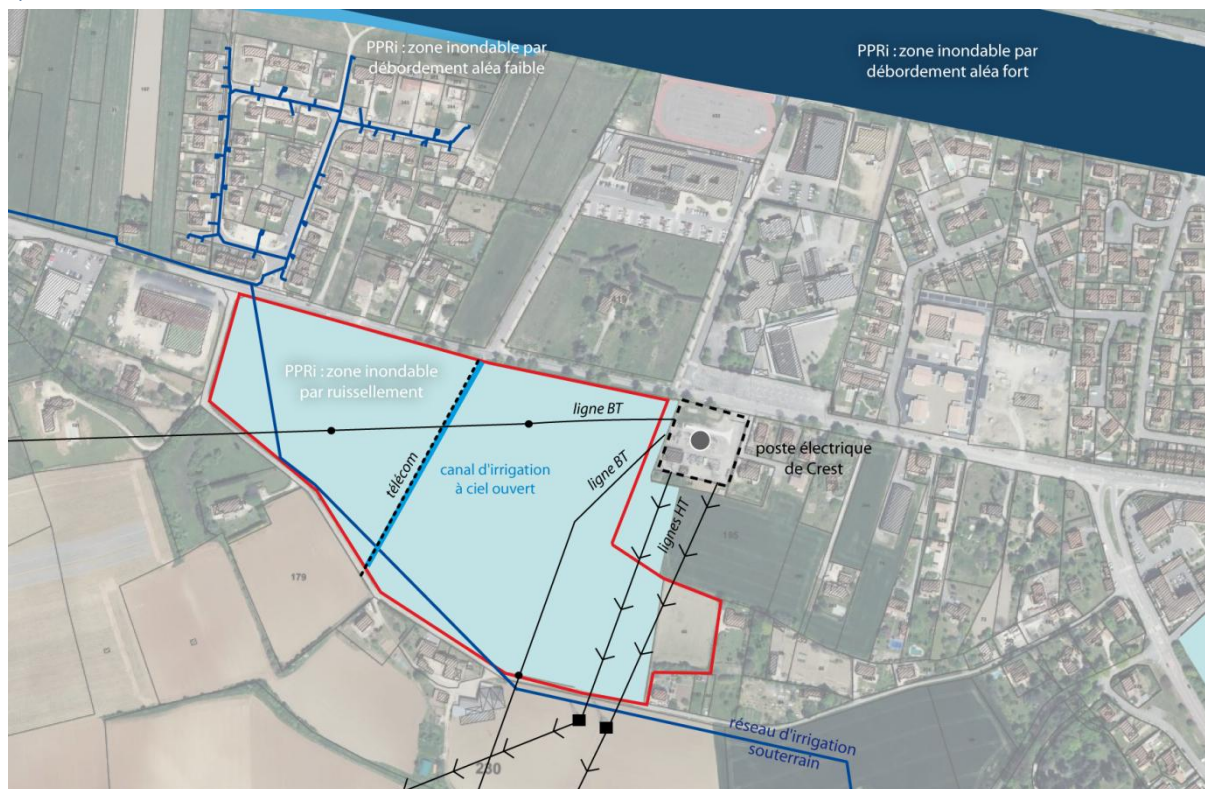 PPRi : zone inondable par
débordement aléa faible
PPRi : zone inondable par
débordement aléa fort
419
PPRi : zone inondable
par ruissellement
ligne BT
ligne BT
télécom
canal d'irrigation
à ciel ouvert
poste électrique
de Crest
lignes HT
195
179
réseau d'irrigation
souterrain
230